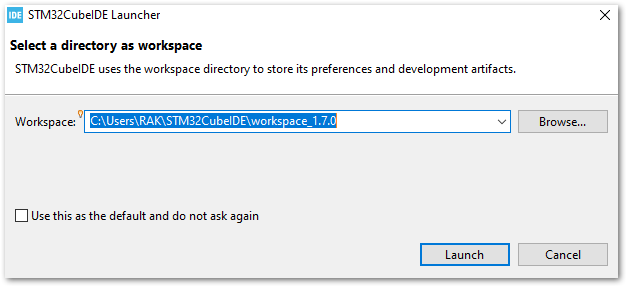 IDE STM32CubeIDE Launcher
Select a directory as workspace
STM32CubeIDE uses the workspace directory to store its preferences and development artifacts.
Workspace: C:\Users\RAK\STM32CubeIDE\workspace_1.7.0 Browse...
Use this as the default and do not ask again
Launch Cancel